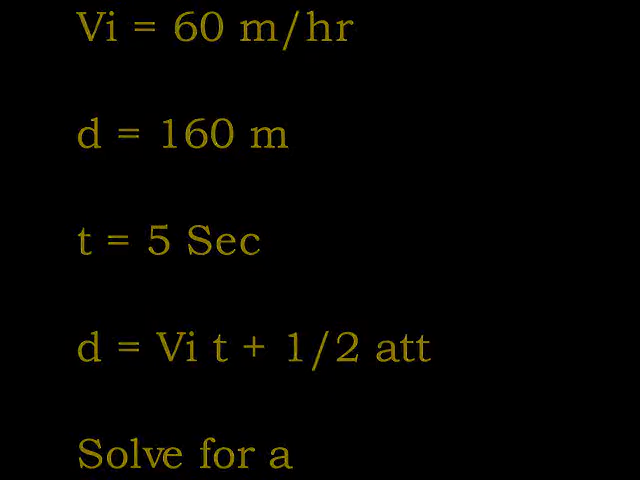 Vi = 60 m/hr
d = 160 m
t = 5 Sec
d = Vi t + 1/2 att
Solve for a